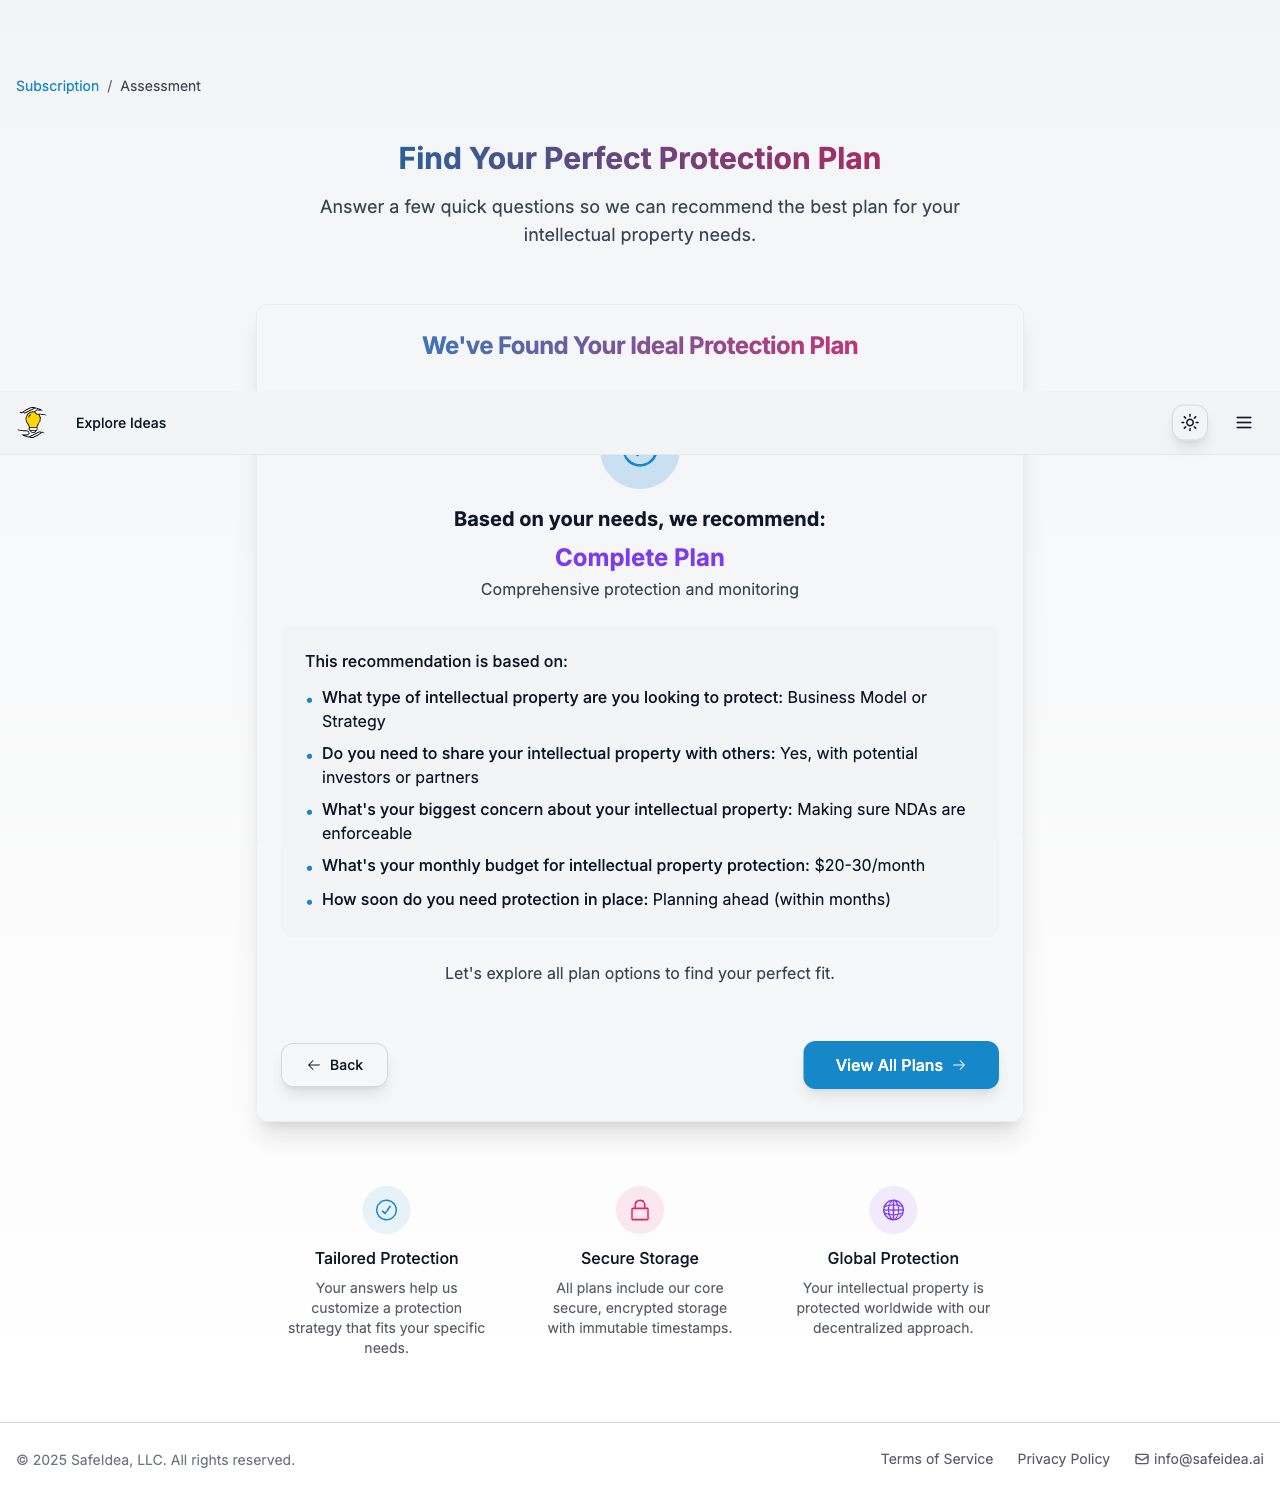 Subscription / Assessment
Find Your Perfect Protection Plan
Answer a few quick questions so we can recommend the best plan for your
intellectual property needs.
We've Found Your Ideal Protection Plan
Explore Ideas
Based on your needs, we recommend:
Complete Plan
Comprehensive protection and monitoring
This recommendation is based on:
• What type of intellectual property are you looking to protect: Business Model or
Strategy
• Do you need to share your intellectual property with others: Yes, with potential
investors or partners
• What's your biggest concern about your intellectual property: Making sure NDAs are
enforceable
• What's your monthly budget for intellectual property protection: $20-30/month
• How soon do you need protection in place: Planning ahead (within months)
Let's explore all plan options to find your perfect fit.
← Back
View All Plans →
Tailored Protection
Your answers help us
customize a protection
strategy that fits your specific
needs.
Secure Storage
All plans include our core
secure, encrypted storage
with immutable timestamps.
Global Protection
Your intellectual property is
protected worldwide with our
decentralized approach.
© 2025 SafeIdea, LLC. All rights reserved.
Terms of Service
Privacy Policy
info@safeidea.ai